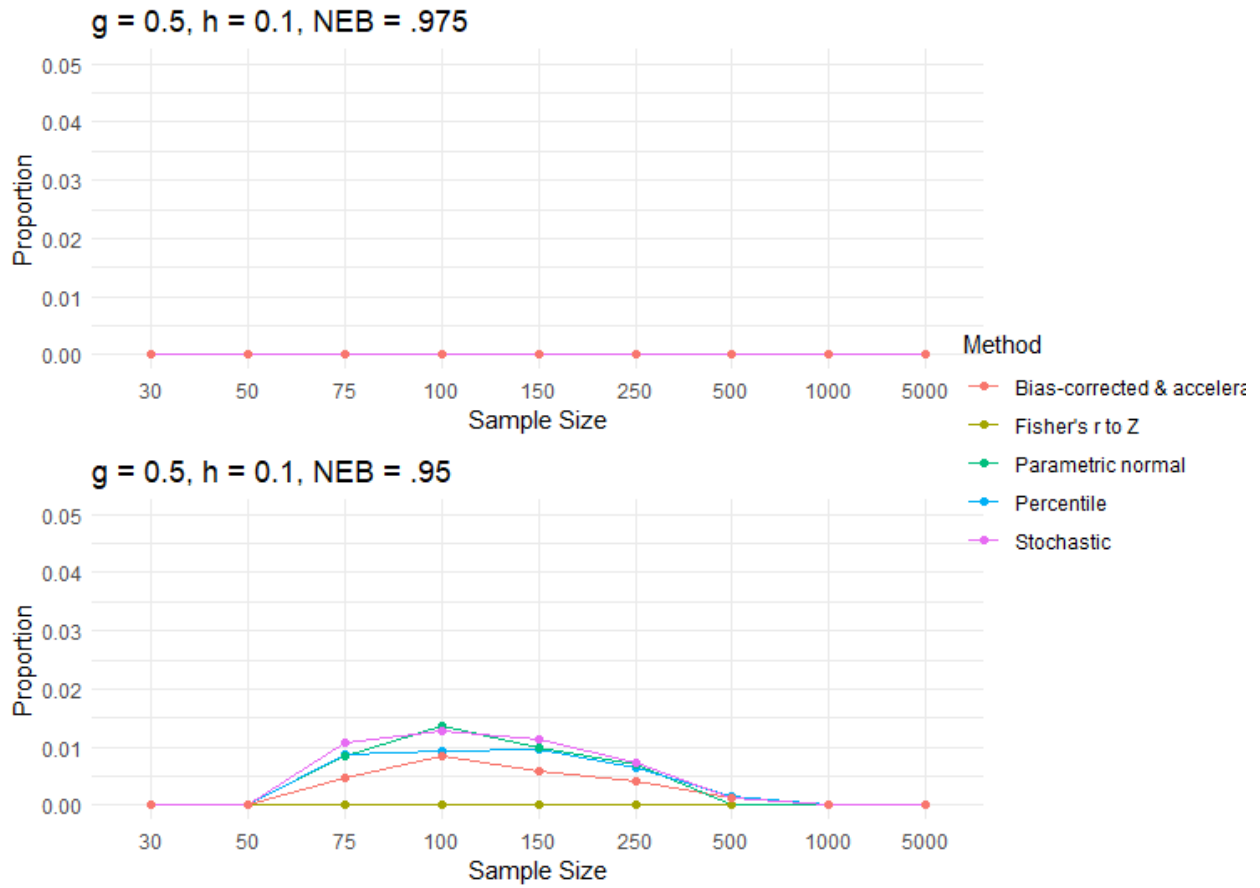 g = 0.5, h = 0.1, NEB = .975
0.05
0.04
0.03
0.02
0.01
0.00
Proportion
30 50 75 100 150 250 500 1000 5000
Sample Size
Method
Bias-corrected & accelera
Fisher's r to Z
Parametric normal
Percentile
Stochastic
g = 0.5, h = 0.1, NEB = .95
0.05
0.04
0.03
0.02
0.01
0.00
Proportion
30 50 75 100 150 250 500 1000 5000
Sample Size